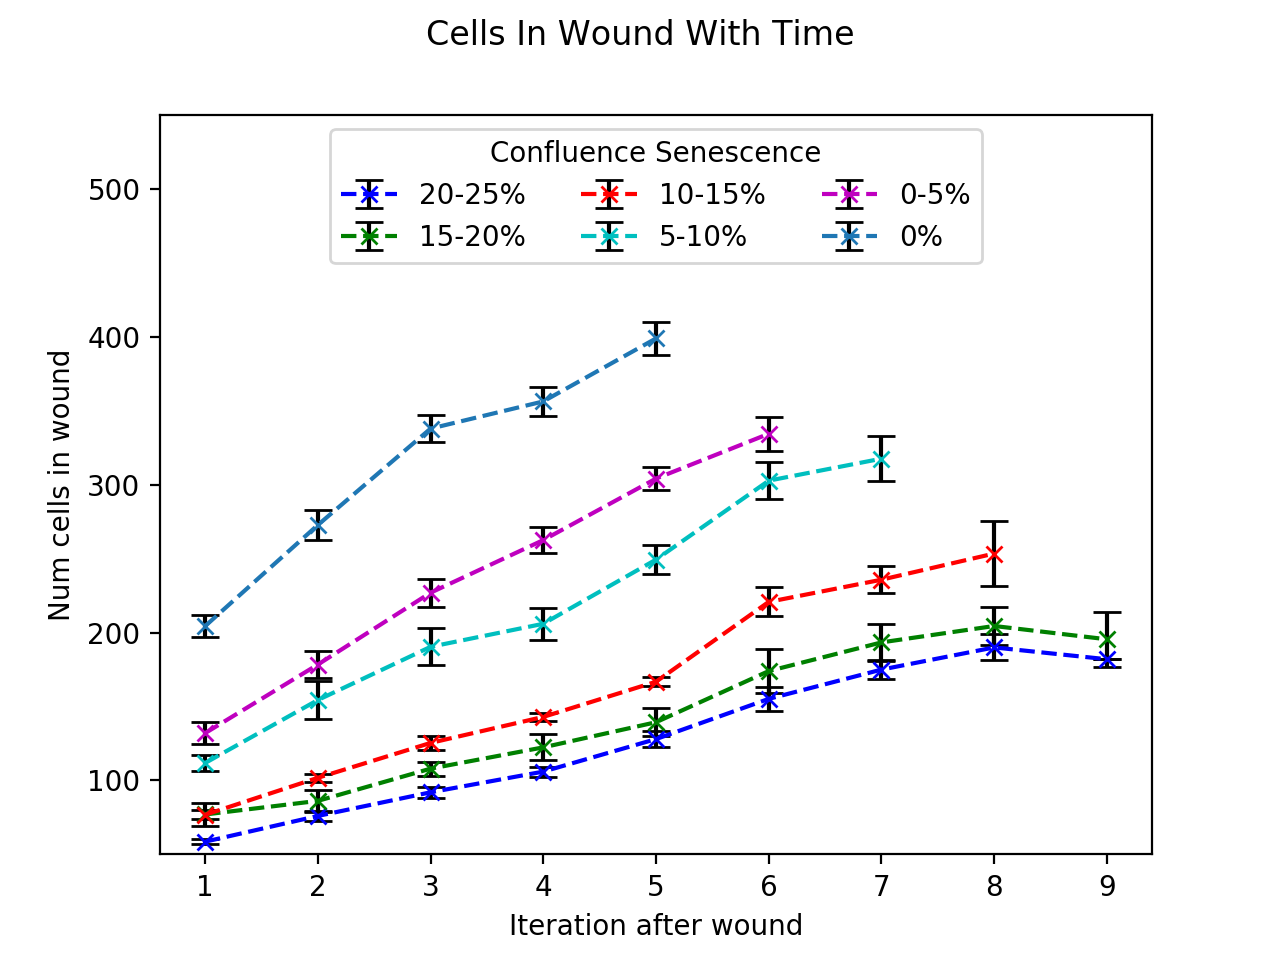 Cells In Wound With Time
Confluence Senescence
20-25% 10-15% 0-5%
15-20% 5-10% 0%
500
400
300
200
100
Num cells in wound
1 2 3 4 5 6 7 8 9
Iteration after wound